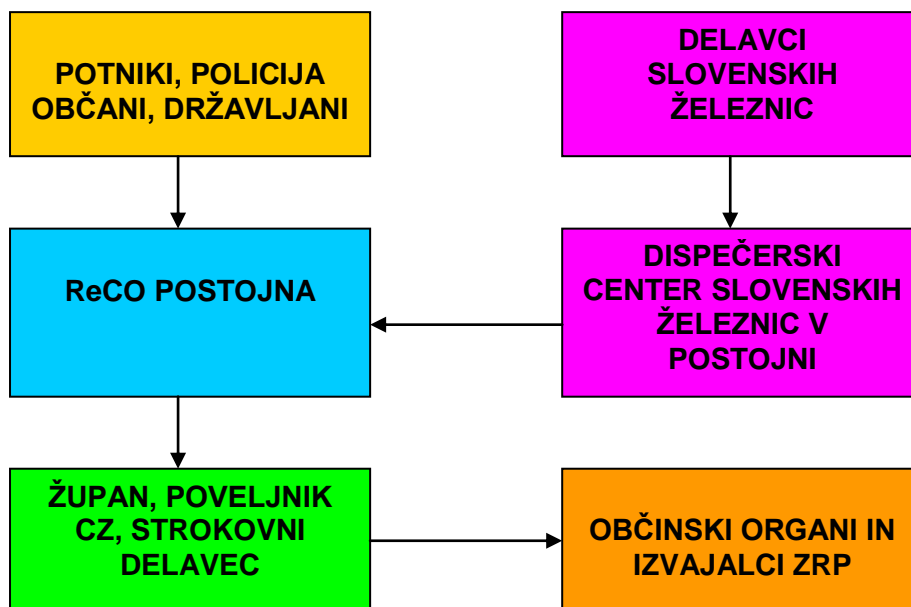 POTNIKI, POLICIJA
OBČANI, DRŽAVLJANI
DELAVCI
SLOVENSKIH
ŽELEZNIC
ReCO POSTOJNA
DISPEČERSKI
CENTER SLOVENSKIH
ŽELEZNIC V
POSTOJNI
ŽUPAN, POVELJNIK
CZ, STROKOVNI
DELAVEC
OBČINSKI ORGANI IN
IZVAJALCI ZRP